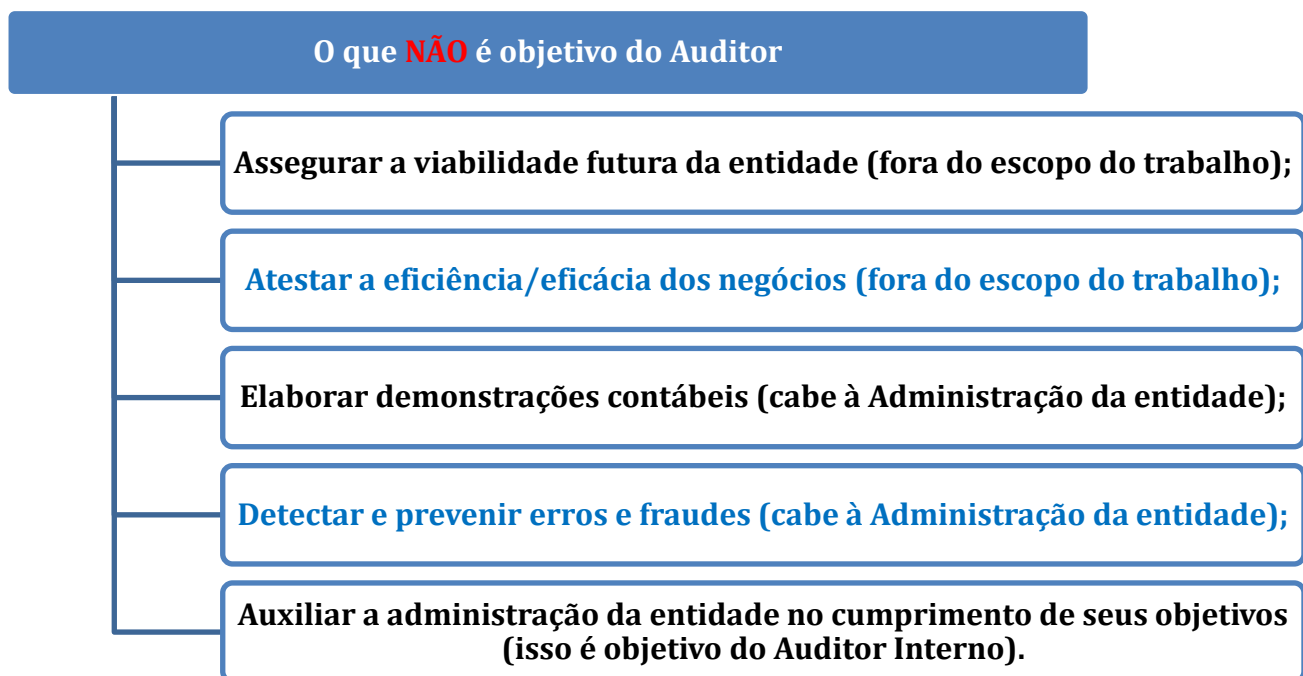 O que NÃO é objetivo do Auditor
Assegurar a viabilidade futura da entidade (fora do escopo do trabalho);
Atestar a eficiência/eficácia dos negócios (fora do escopo do trabalho);
Elaborar demonstrações contábeis (cabe à Administração da entidade);
Detectar e prevenir erros e fraudes (cabe à Administração da entidade);
Auxiliar a administração da entidade no cumprimento de seus objetivos
(isso é objetivo do Auditor Interno).